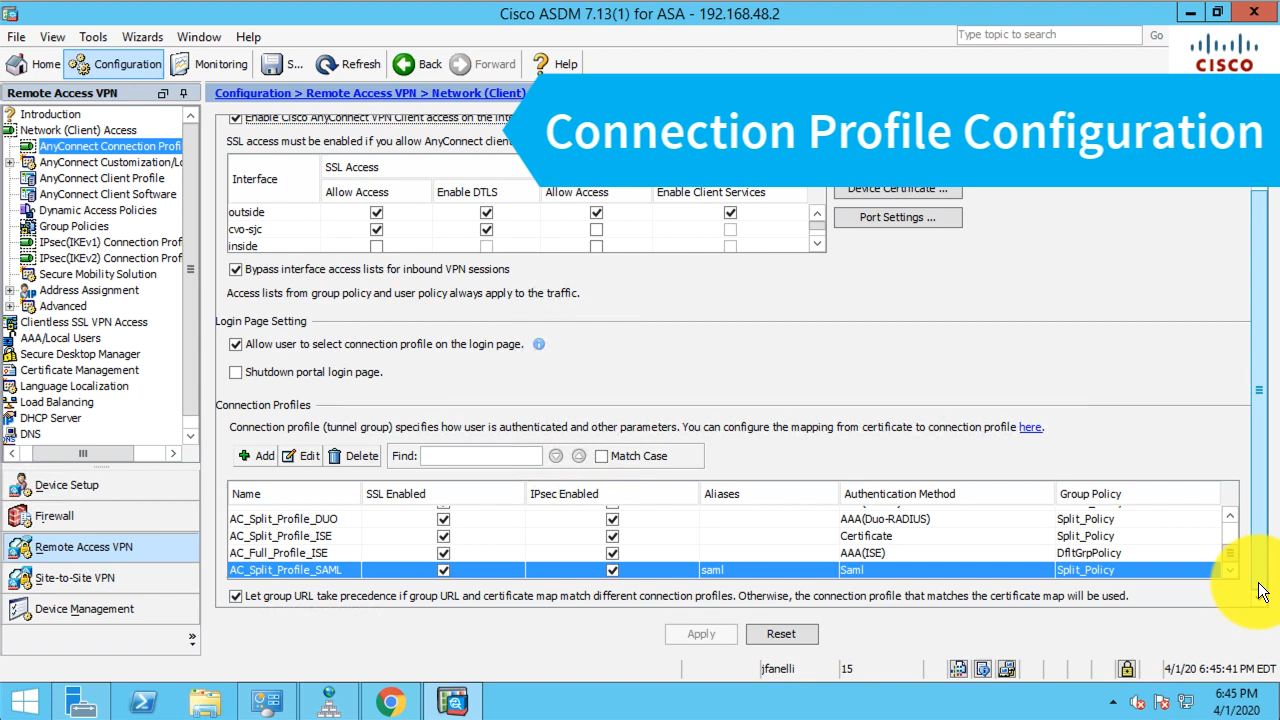 Cisco ASDM 7.13(1) for ASA - 192.168.48.2
File View Tools Wizards Window Help
Type topic to search Go
Home Configuration Monitoring S... Refresh Back Forward Help
CISCO
Remote Access VPN
Configuration > Remote Access VPN > Network (Client)
Connection Profile Configuration
Introduction
Network (Client) Access
AnyConnect Connection Profi
AnyConnect Customization/Lo
AnyConnect Client Profile
AnyConnect Client Software
Dynamic Access Policies
Group Policies
IPsec(IKEv1) Connection Prof
IPsec(IKEv2) Connection Prof
Secure Mobility Solution
Address Assignment
Advanced
Clientless SSL VPN Access
AAA/Local Users
Secure Desktop Manager
Certificate Management
Language Localization
Load Balancing
DHCP Server
DNS
Device Setup
Firewall
Remote Access VPN
Site-to-Site VPN
Device Management
Enable Cisco AnyConnect VPN Client access on the inte
SSL access must be enabled if you allow AnyConnect client
Interface
SSL Access
Allow Access Enable DTLS Allow Access Enable Client Services
outside
cvo-sjc
inside
Device Certificate ...
Port Settings ...
Bypass interface access lists for inbound VPN sessions
Access lists from group policy and user policy always apply to the traffic.
Login Page Setting
Allow user to select connection profile on the login page.
Shutdown portal login page.
Connection Profiles
Connection profile (tunnel group) specifies how user is authenticated and other parameters. You can configure the mapping from certificate to connection profile here.
Add Edit Delete Find: Match Case
Name SSL Enabled IPsec Enabled Aliases Authentication Method Group Policy
AC_Split_Profile_DUO AAA(Duo-RADIUS) Split_Policy
AC_Split_Profile_ISE Certificate Split_Policy
AC_Full_Profile_ISE AAA(ISE) DfltGrpPolicy
AC_Split_Profile_SAML saml Saml Split_Policy
Let group URL take precedence if group URL and certificate map match different connection profiles. Otherwise, the connection profile that matches the certificate map will be used.
Apply Reset
jfanelli 15 4/1/20 6:45:41 PM EDT
6:45 PM
4/1/2020